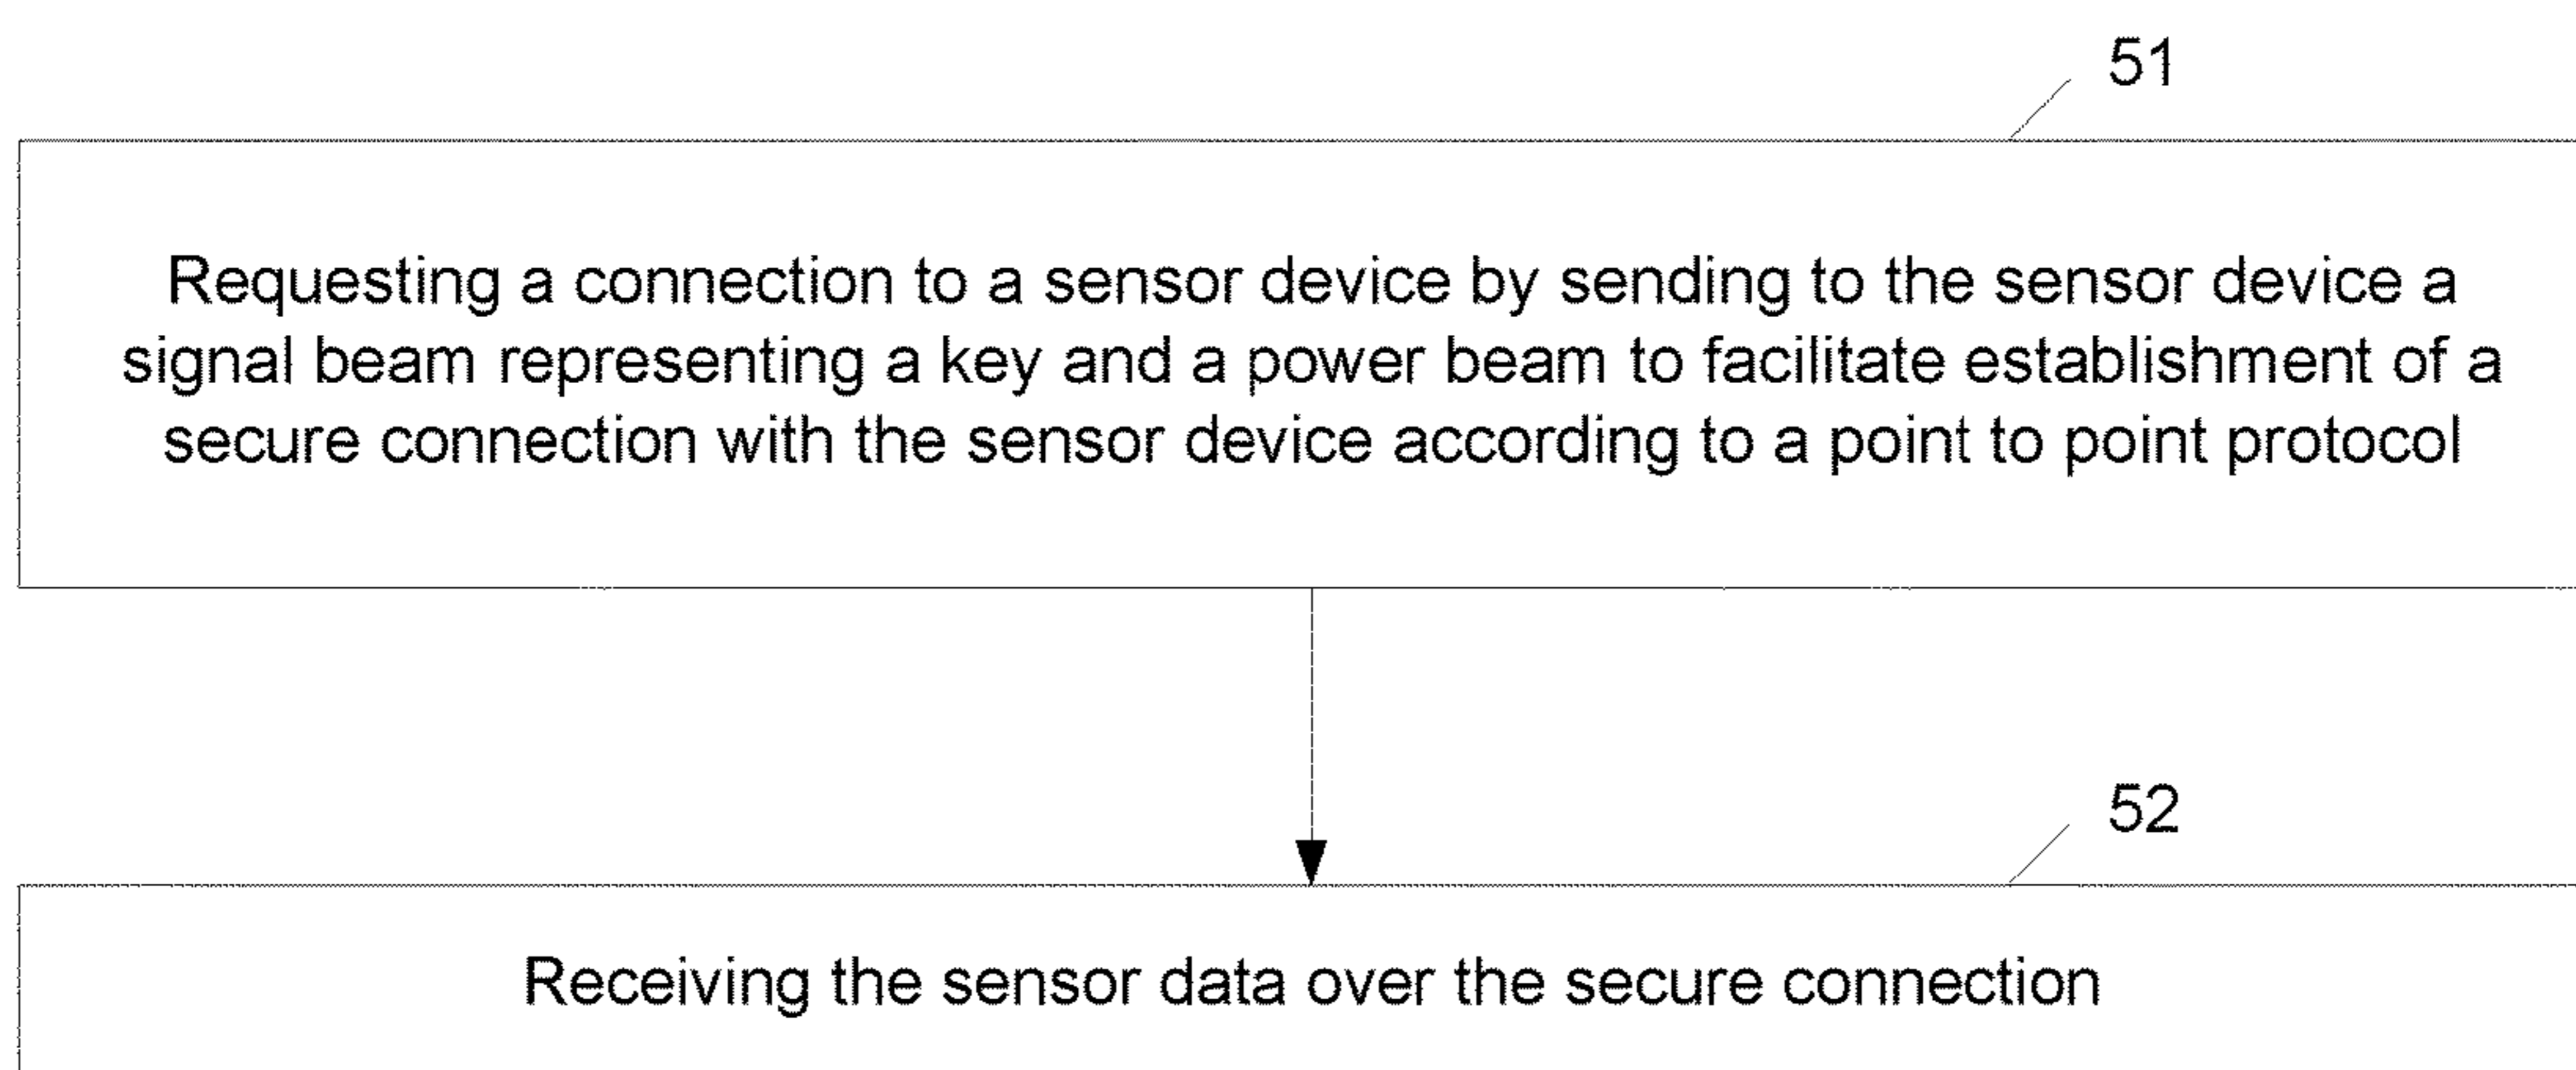 51
Requesting a connection to a sensor device by sending to the sensor device a
signal beam representing a key and a power beam to facilitate establishment of a
secure connection with the sensor device according to a point to point protocol
52
Receiving the sensor data over the secure connection